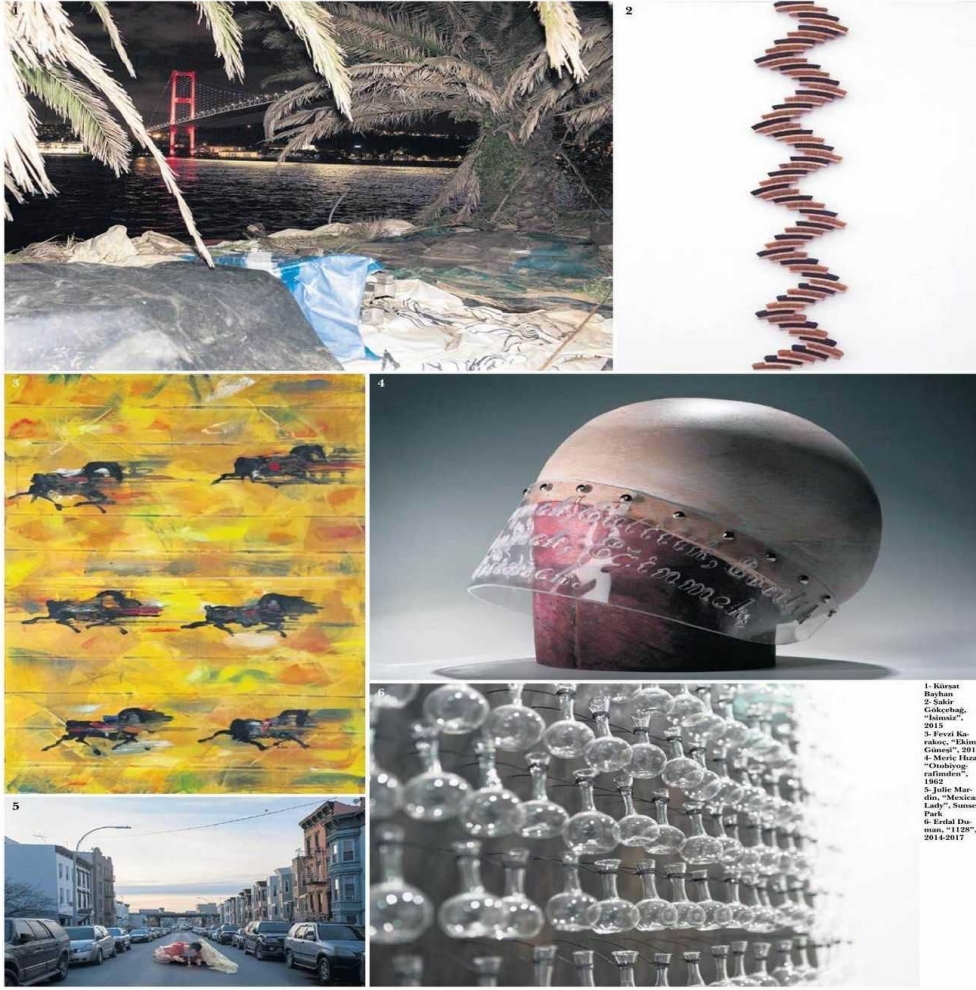 1
2
3
4
5
6
1- Kürşat
Bayhan
2- Şakir
Gökçebağ,
“İsimsiz”,
2015
3- Fevzi Ka-
rakoç, “Ekim
Güneşi”, 201
4- Meriç Hıza
“Otobiyog-
rafimden”,
1962
5- Julie Mar-
din, “Mexica
Lady”, Sunse
Park
6- Erdal Du-
man, “1128”,
2014-2017